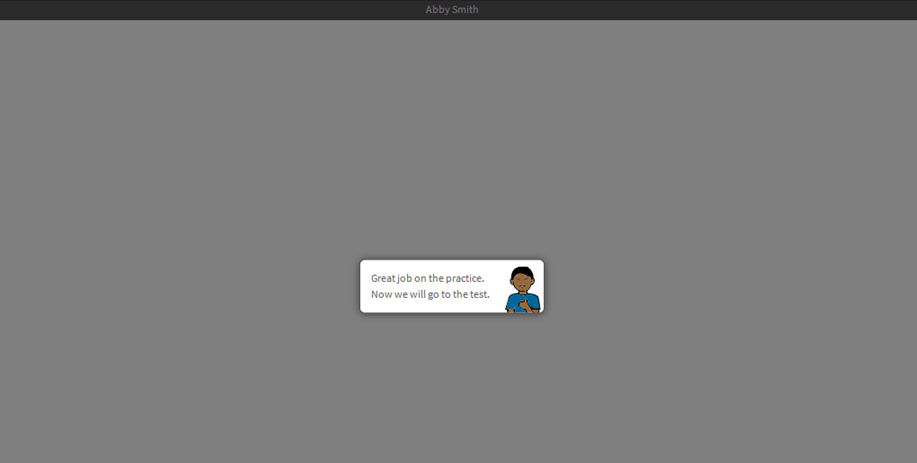 Abby Smith
Great job on the practice.
Now we will go to the test.